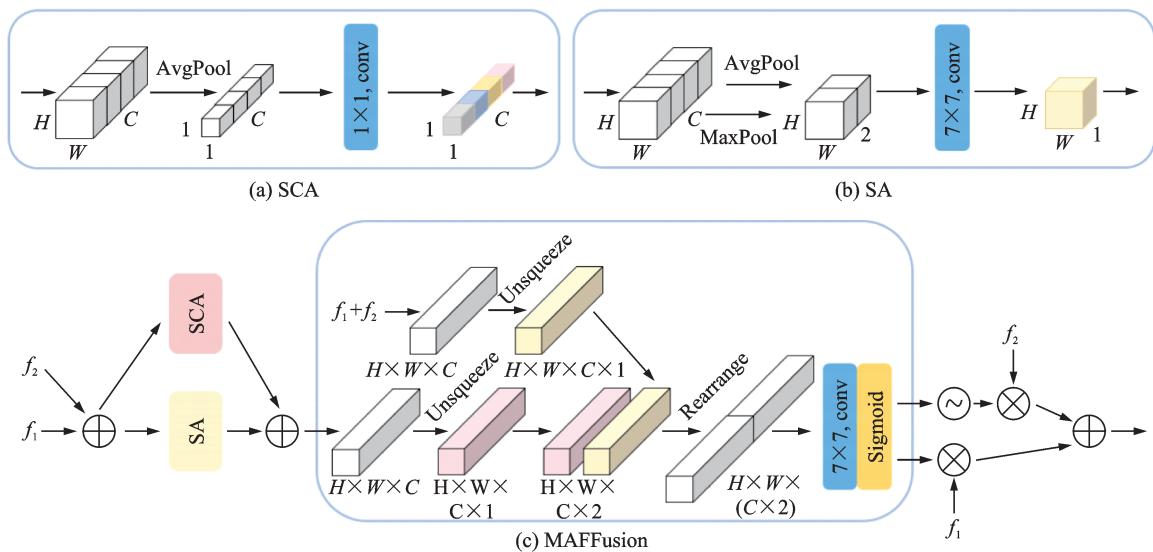 AvgPool
H
W
C
1
1
C
1×1, conv
1
1
C
(a) SCA
AvgPool
MaxPool
H
W
C
H
W
2
7×7, conv
H
W
1
(b) SA
f₂
f₁
SCA
SA
f₁+f₂
H×W×C
Unsqueeze
H×W×C×1
H×W×C
Unsqueeze
H×W×
C×1
H×W×
C×2
Rearrange
H×W×
(C×2)
7×7, conv
Sigmoid
~
f₂
f₁
(c) MAFFusion